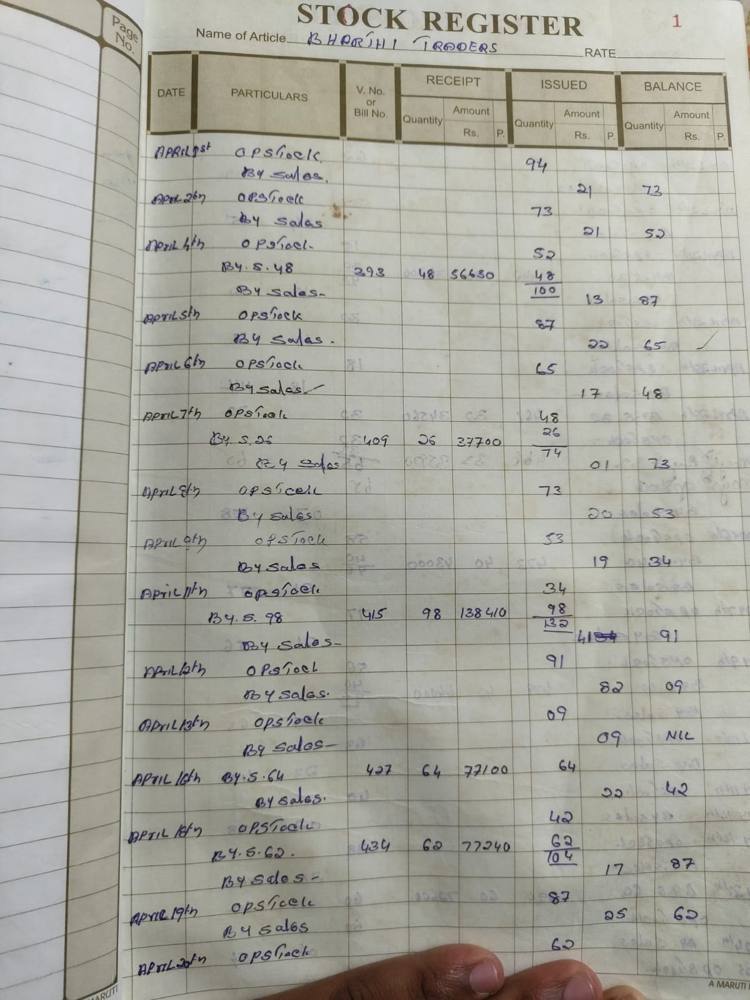 Page No.
STOCK REGISTER 1
Name of Article BHARTHI TRADERS RATE
DATE PARTICULARS V. No. or Bill No. RECEIPT ISSUED BALANCE
Quantity Amount Rs. P. Quantity Amount Rs. P. Quantity Amount Rs. P.
APRIL 1st OPSTOCK. 94
BY Sales. 21 73
APRIL 2th OPSTOCK 73
BY Sales 21 52
APRIL 4th OPSTOCK 52
BY.S.48 393 48 56630 48
100
BY Sales- 13 87
APRIL 5th OPSTOCK 87
BY Sales. 22 65
APRIL 6th OPSTOCK 65
BY Sales 17 48
APRIL 7th OPSTOCK 48
BY S.26 409 26 37700 26
74
BY Sales 01 73
APRIL 8th OPSTOCK 73
BY Sales 20 53
APRIL 9th OPSTOCK 53
BY Sales 19 34
APRIL 11th OPSTOCK 34
BY.S.98 415 98 138410 98
132
BY Sales- 41 91
APRIL 12th OPSTOCK 91
BY Sales. 82 09
APRIL 13th OPSTOCK 09
BY Sales- 09 NIL
APRIL 16th BY.S.64 427 64 77100 64
BY Sales. 22 42
APRIL 18th OPSTOCK 42
BY.S.62. 434 62 77240 62
104
BY Sales- 17 87
APRIL 19th OPSTOCK 87
BY Sales 25 62
APRIL 20th OPSTOCK 62
MARUTI A MARUTI